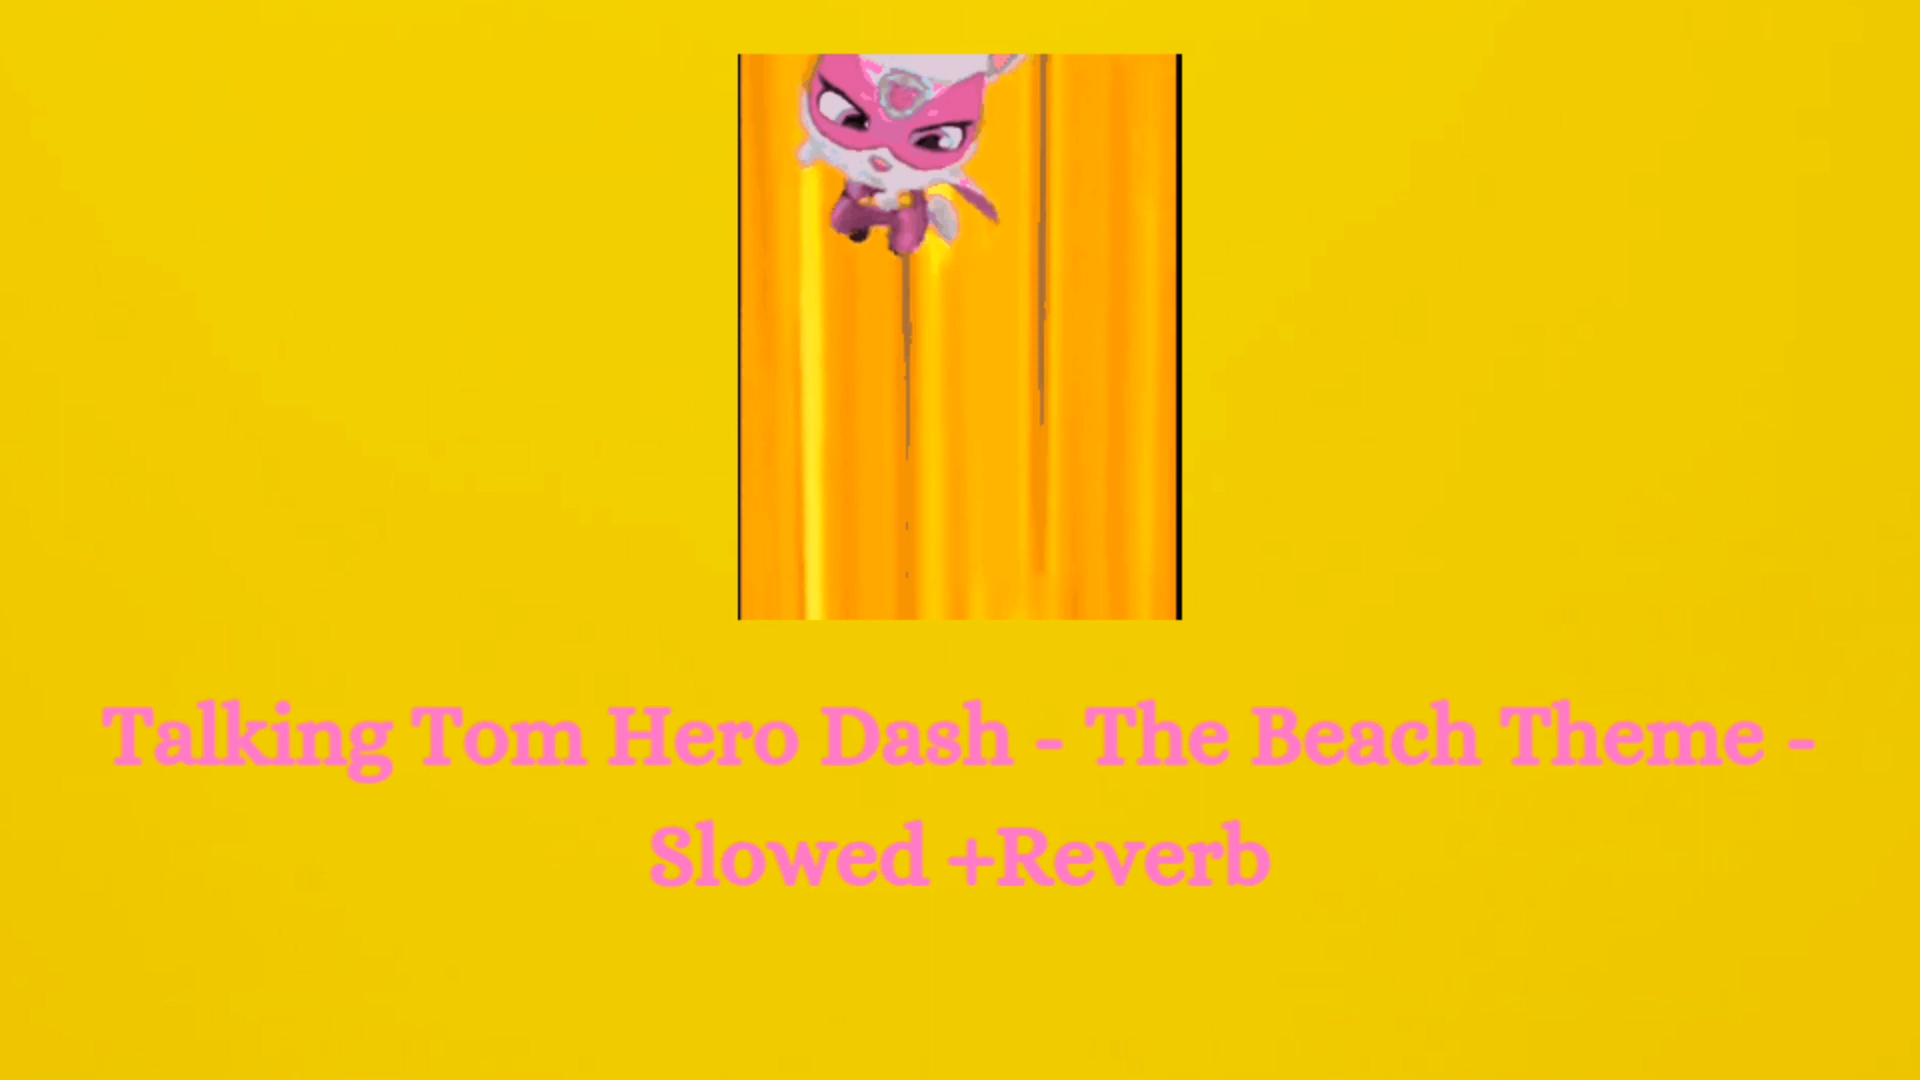 Talking Tom Hero Dash - The Beach Theme -
Slowed +Reverb